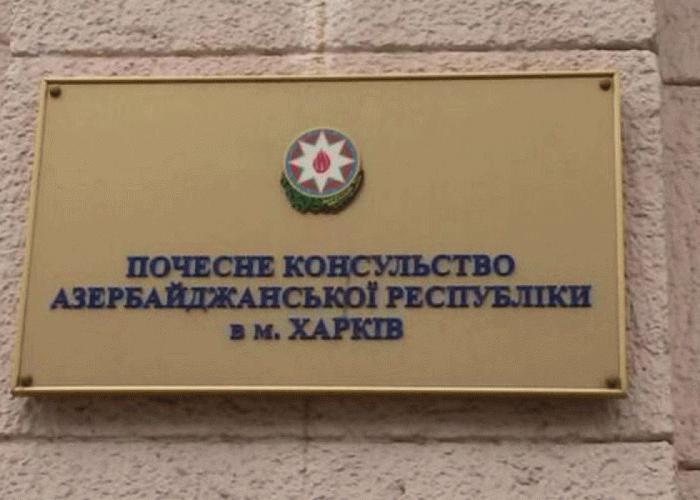 ПОЧЕСНЕ КОНСУЛЬСТВО
АЗЕРБАЙДЖАНСЬКОЇ РЕСПУБЛІКИ
в м. ХАРКІВ